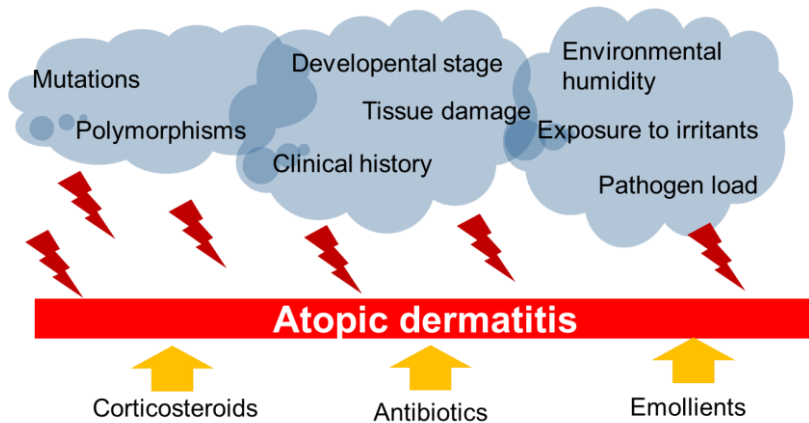 Mutations
Polymorphisms
Developental stage
Tissue damage
Clinical history
Environmental
humidity
Exposure to irritants
Pathogen load
Atopic dermatitis
Corticosteroids
Antibiotics
Emollients